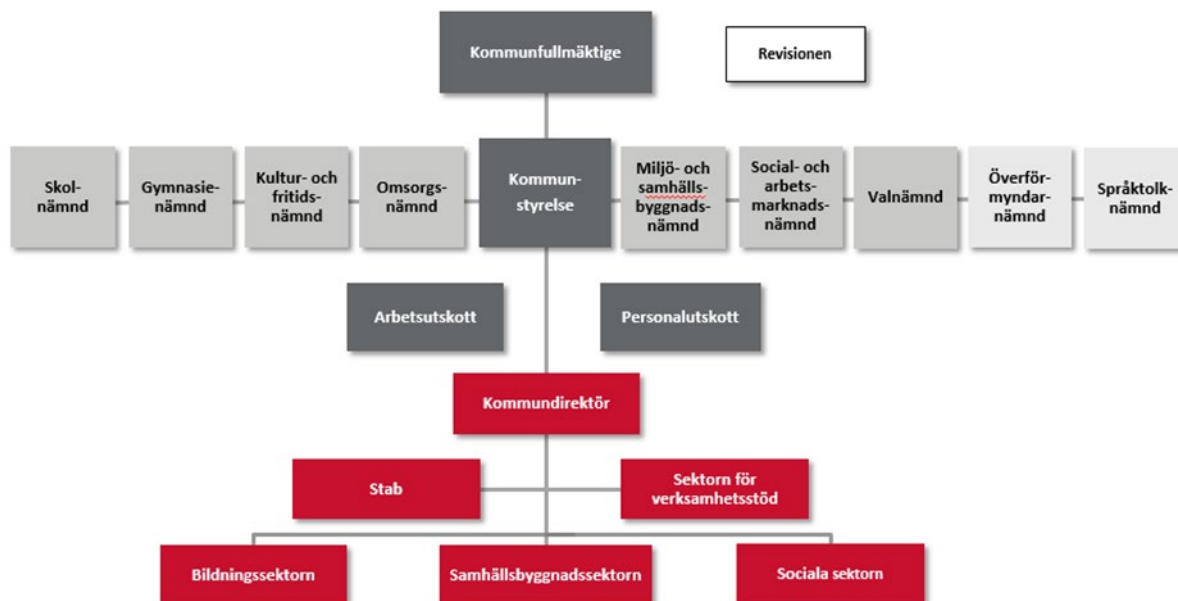 Kommunfullmäktige
Revisionen
Skol-
nämnd
Gymnasie-
nämnd
Kultur- och
fritids-
nämnd
Omsorgs-
nämnd
Kommun-
styrelse
Miljö- och
samhälls-
byggnads-
nämnd
Social- och
arbets-
marknads-
nämnd
Valnämnd
Överför-
myndar-
nämnd
Språktolk-
nämnd
Arbetsutskott
Personalutskott
Kommundirektör
Stab
Sektorn för
verksamhetsstöd
Bildningssektorn
Samhällsbyggnadssektorn
Sociala sektorn